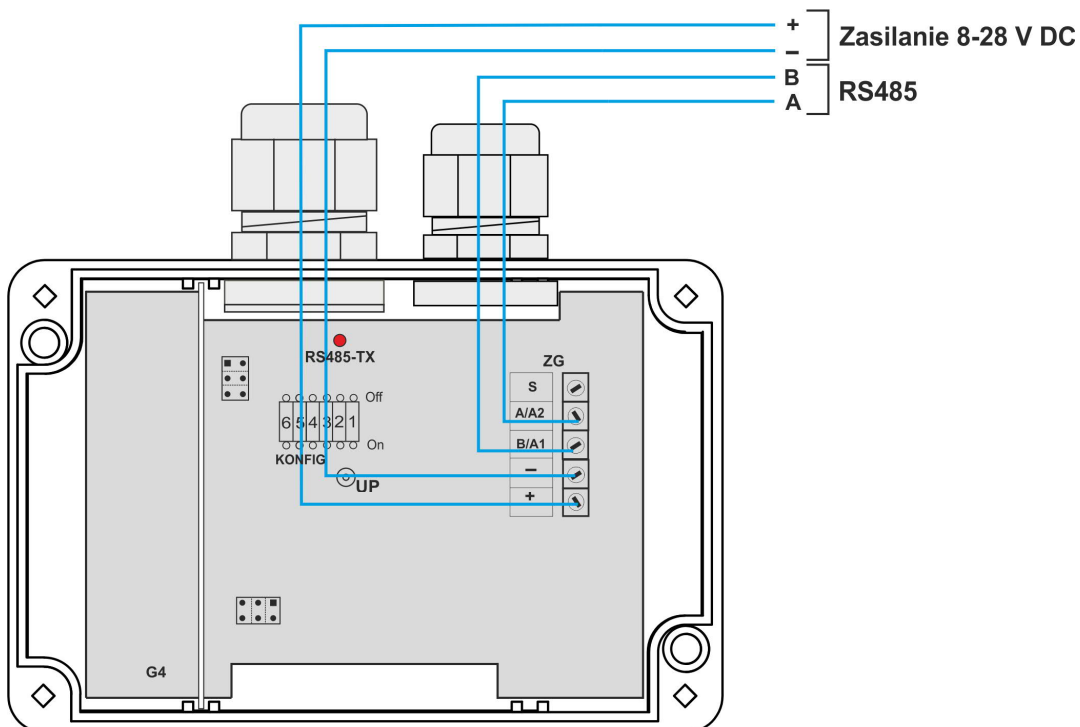 +
Zasilanie 8-28 V DC
−
B
RS485
A
RS485-TX
ZG
S
Off
A/A2
6 5 4 3 2 1
B/A1
On
KONFIG
−
UP
+
G4